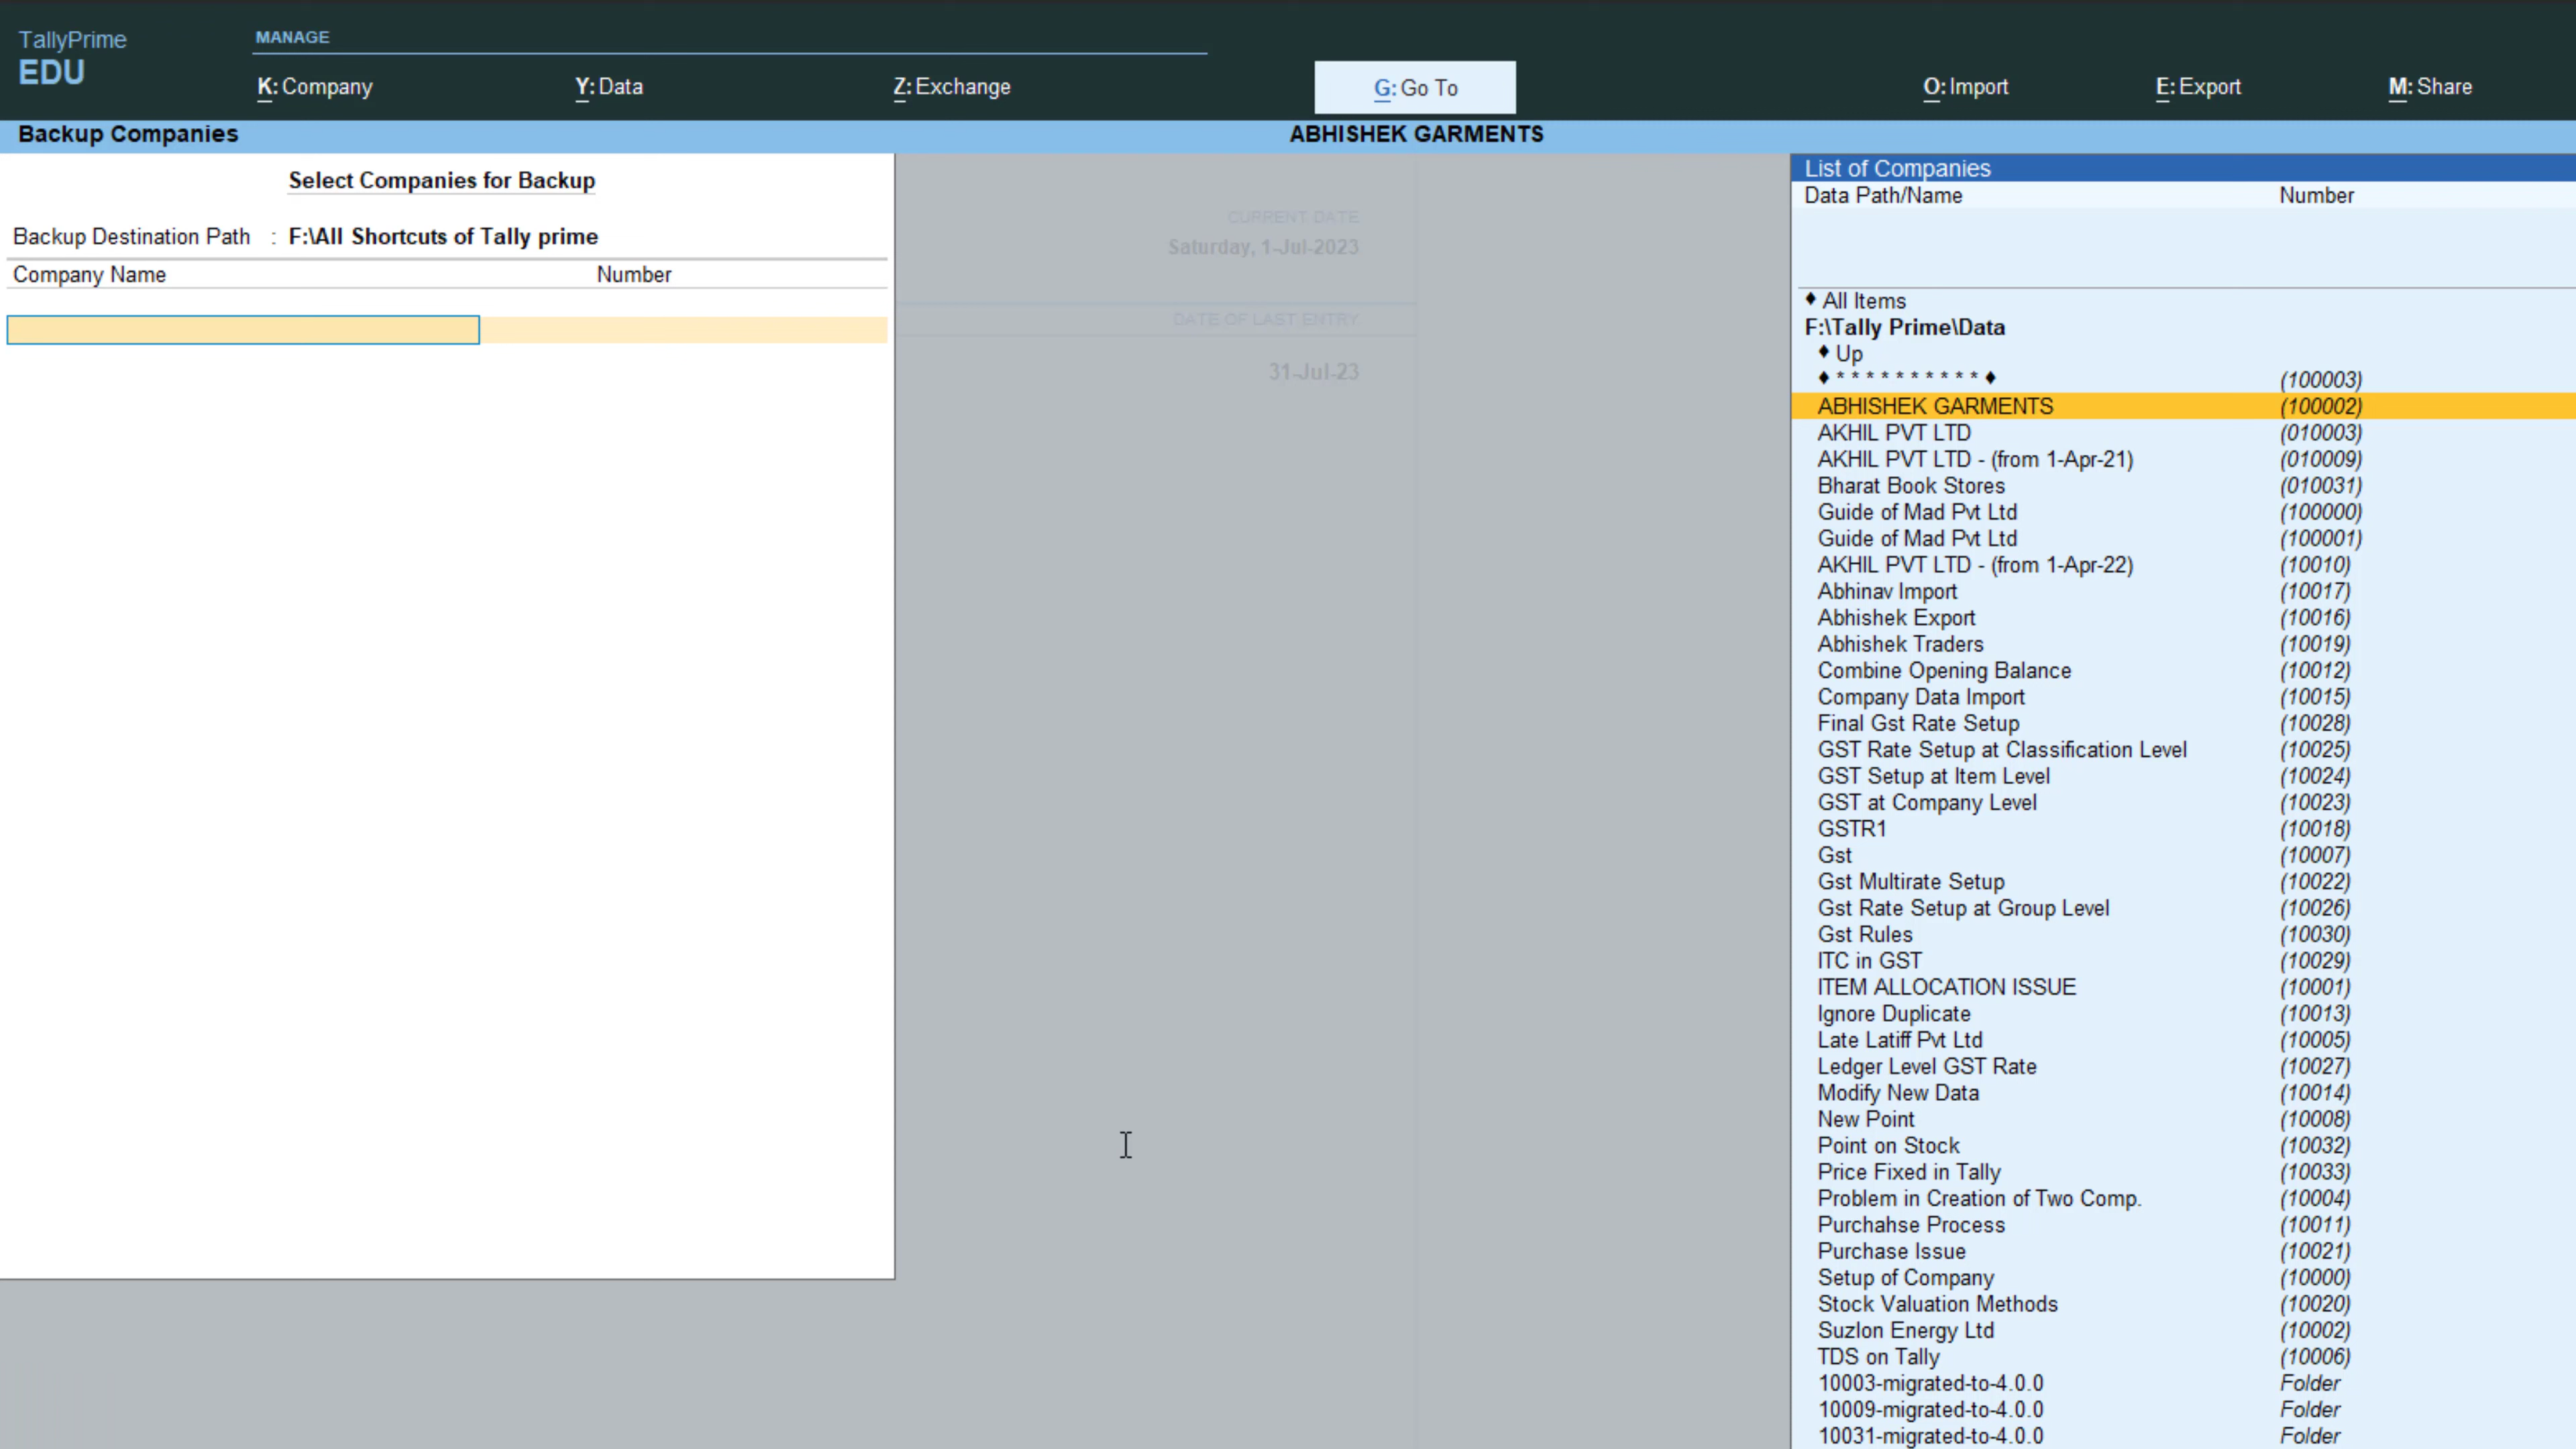 TallyPrime
EDU
MANAGE
K: Company
Y: Data
Z: Exchange
G: Go To
O: Import
E: Export
M: Share
Backup Companies
ABHISHEK GARMENTS
Select Companies for Backup
Backup Destination Path : F:\All Shortcuts of Tally prime
Company Name Number
CURRENT DATE
Saturday, 1-Jul-2023
DATE OF LAST ENTRY
31-Jul-23
List of Companies
Data Path/Name Number
♦ All Items
F:\Tally Prime\Data
♦ Up
♦ * * * * * * * * * * ♦ (100003)
ABHISHEK GARMENTS (100002)
AKHIL PVT LTD (010003)
AKHIL PVT LTD - (from 1-Apr-21) (010009)
Bharat Book Stores (010031)
Guide of Mad Pvt Ltd (100000)
Guide of Mad Pvt Ltd (100001)
AKHIL PVT LTD - (from 1-Apr-22) (10010)
Abhinav Import (10017)
Abhishek Export (10016)
Abhishek Traders (10019)
Combine Opening Balance (10012)
Company Data Import (10015)
Final Gst Rate Setup (10028)
GST Rate Setup at Classification Level (10025)
GST Setup at Item Level (10024)
GST at Company Level (10023)
GSTR1 (10018)
Gst (10007)
Gst Multirate Setup (10022)
Gst Rate Setup at Group Level (10026)
Gst Rules (10030)
ITC in GST (10029)
ITEM ALLOCATION ISSUE (10001)
Ignore Duplicate (10013)
Late Latiff Pvt Ltd (10005)
Ledger Level GST Rate (10027)
Modify New Data (10014)
New Point (10008)
Point on Stock (10032)
Price Fixed in Tally (10033)
Problem in Creation of Two Comp. (10004)
Purchahse Process (10011)
Purchase Issue (10021)
Setup of Company (10000)
Stock Valuation Methods (10020)
Suzlon Energy Ltd (10002)
TDS on Tally (10006)
10003-migrated-to-4.0.0 Folder
10009-migrated-to-4.0.0 Folder
10031-migrated-to-4.0.0 Folder